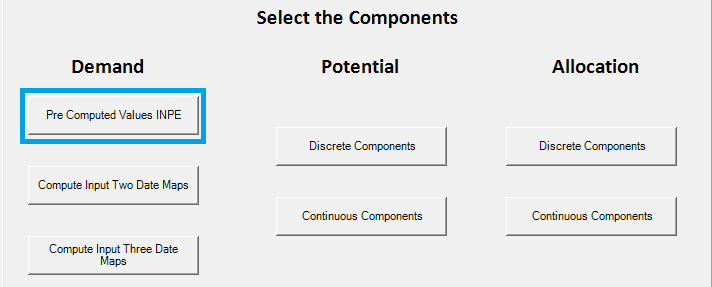 Select the Components
Demand
Potential
Allocation
Pre Computed Values INPE
Discrete Components
Discrete Components
Compute Input Two Date Maps
Continuous Components
Continuous Components
Compute Input Three Date
Maps